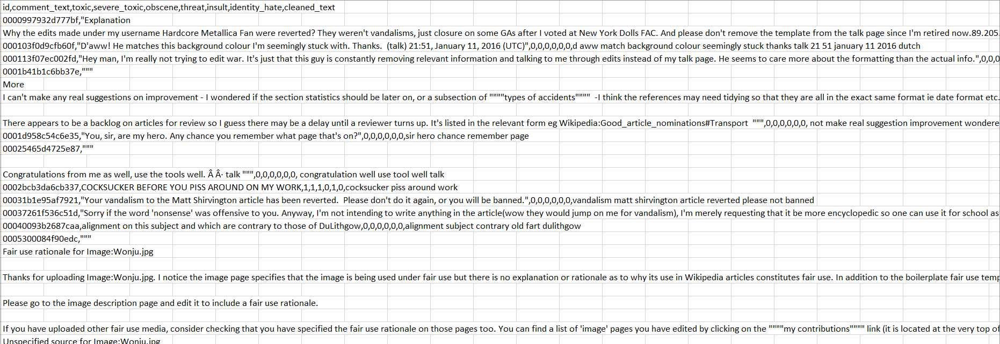 id,comment_text,toxic,severe_toxic,obscene,threat,insult,identity_hate,cleaned_text
0000997932d777bf,"Explanation
Why the edits made under my username Hardcore Metallica Fan were reverted? They weren't vandalisms, just closure on some GAs after I voted at New York Dolls FAC. And please don't remove the template from the talk page since I'm retired now.89.205.
000103f0d9cfb60f,"D'aww! He matches this background colour I'm seemingly stuck with. Thanks.  (talk) 21:51, January 11, 2016 (UTC)",0,0,0,0,0,0,d aww match background colour seemingly stuck thanks talk 21 51 january 11 2016 dutch
000113f07ec002fd,"Hey man, I'm really not trying to edit war. It's just that this guy is constantly removing relevant information and talking to me through edits instead of my talk page. He seems to care more about the formatting than the actual info.",0,0,0
0001b41b1c6bb37e,"""
More
I can't make any real suggestions on improvement - I wondered if the section statistics should be later on, or a subsection of """"types of accidents""""  -I think the references may need tidying so that they are all in the exact same format ie date format etc.
There appears to be a backlog on articles for review so I guess there may be a delay until a reviewer turns up. It's listed in the relevant form eg Wikipedia:Good_article_nominations#Transport  """,0,0,0,0,0,0, not make real suggestion improvement wondere
0001d958c54c6e35,"You, sir, are my hero. Any chance you remember what page that's on?",0,0,0,0,0,0,sir hero chance remember page
00025465d4725e87,"""
Congratulations from me as well, use the tools well. Â Â· talk """,0,0,0,0,0,0, congratulation well use tool well talk
0002bcb3da6cb337,COCKSUCKER BEFORE YOU PISS AROUND ON MY WORK,1,1,1,0,1,0,cocksucker piss around work
00031b1e95af7921,"Your vandalism to the Matt Shirvington article has been reverted.  Please don't do it again, or you will be banned.",0,0,0,0,0,0,vandalism matt shirvington article reverted please not banned
00037261f536c51d,"Sorry if the word 'nonsense' was offensive to you. Anyway, I'm not intending to write anything in the article(wow they would jump on me for vandalism), I'm merely requesting that it be more encyclopedic so one can use it for school as
00040093b2687caa,alignment on this subject and which are contrary to those of DuLithgow,0,0,0,0,0,0,alignment subject contrary old fart dulithgow
0005300084f90edc,"""
Fair use rationale for Image:Wonju.jpg
Thanks for uploading Image:Wonju.jpg. I notice the image page specifies that the image is being used under fair use but there is no explanation or rationale as to why its use in Wikipedia articles constitutes fair use. In addition to the boilerplate fair use temp
Please go to the image description page and edit it to include a fair use rationale.
If you have uploaded other fair use media, consider checking that you have specified the fair use rationale on those pages too. You can find a list of 'image' pages you have edited by clicking on the """"my contributions"""" link (it is located at the very top of
Unspecified source for Image:Wonju.jpg